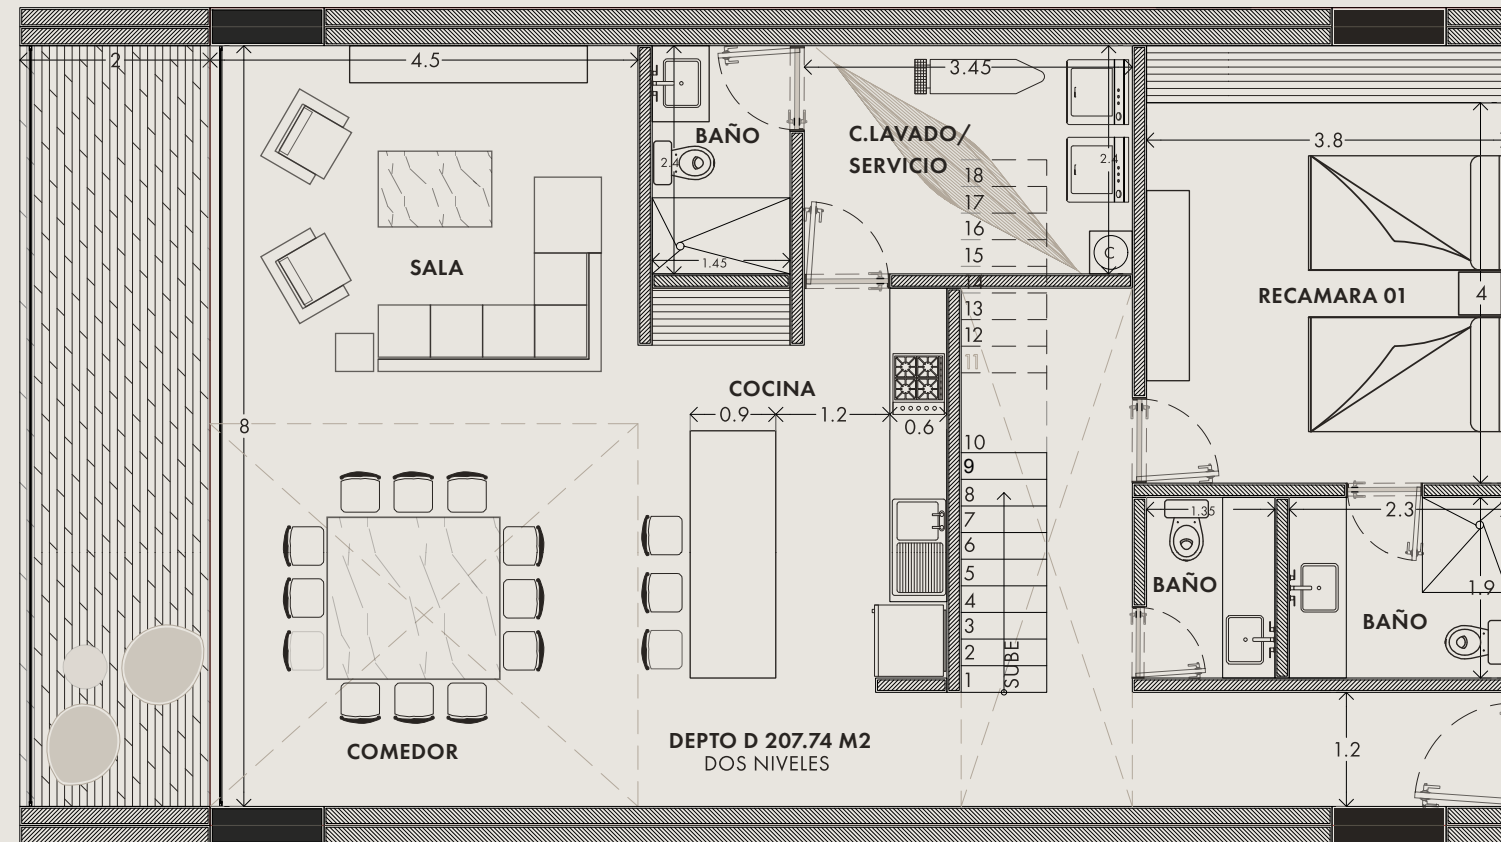 2
4.5
3.45
BAÑO
2.4
1.45
C.LAVADO/
SERVICIO
2.4
C
3.8
SALA
RECAMARA 01
4
18
17
16
15
14
13
12
11
10
9
8
7
6
5
4
3
2
1
SUBE
COCINA
0.9
1.2
0.6
8
1.35
2.3
BAÑO
BAÑO
1.9
COMEDOR
DEPTO D 207.74 M2
DOS NIVELES
1.2